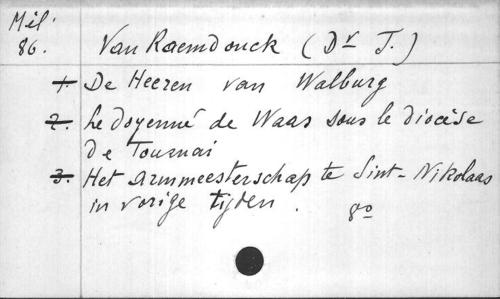 Mél.
86. Van Raemdonck (Dr J.)
1. De Heeren van Walburg
2. Le Doyenné de Waas sous le diocèse
de Tournai
3. Het armmeesterschap te Sint-Nikolaas
in vorige tijden. 8o